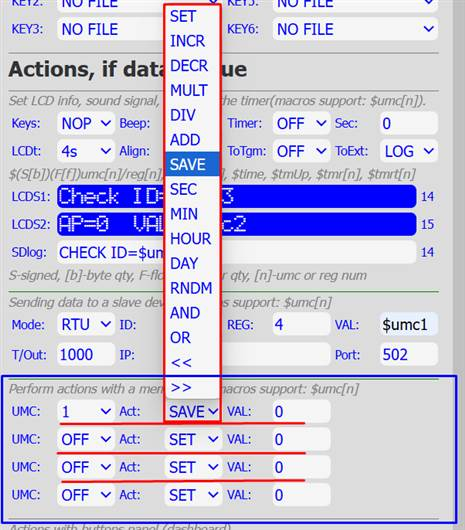 KEY2: NO FILE KEY5: NO FILE
KEY3: NO FILE KEY6: NO FILE
Actions, if data ue
Set LCD info, sound signal, the timer(macros support: $umc[n]).
Keys: NOP Beep: Timer: OFF Sec: 0
LCDt: 4s Align: ToTgm: OFF ToExt: LOG
$(S[b])(F[f])umc[n]/reg[n], ], $time, $tmUp, $tmr[n], $tmrt[n]
LCDS1: Check ID= 3 14
LCDS2: AP=0 VA c2 15
SDlog: CHECK ID=$um 14
S-signed, [b]-byte qty, F-flo r qty, [n]-umc or reg num
Sending data to a slave dev os support: $umc[n]
Mode: RTU ID: REG: 4 VAL: $umc1
T/Out: 1000 IP: Port: 502
SET
INCR
DECR
MULT
DIV
ADD
SAVE
SEC
MIN
HOUR
DAY
RNDM
AND
OR
<<
>>
Perform actions with a mem acros support: $umc[n]
UMC: 1 Act: SAVE VAL: 0
UMC: OFF Act: SET VAL: 0
UMC: OFF Act: SET VAL: 0
UMC: OFF Act: SET VAL: 0
Actions with buttons panel (dashboard)